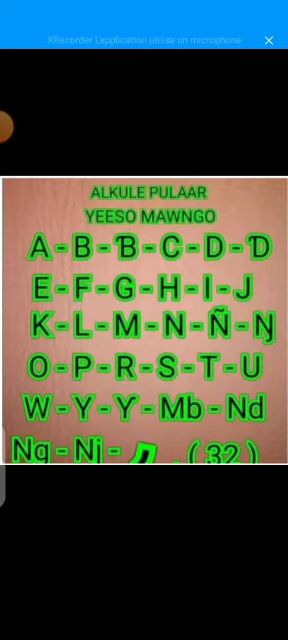 XRecorder L'application utilise un microphone
ALKULE PULAAR
YEESO MAWNGO
A - B - Ɓ - C - D - Ɗ
E - F - G - H - I - J
K - L - M - N - Ñ - Ŋ
O - P - R - S - T - U
W - Y - Ƴ - Mb - Nd
Ng - Nj - , . ( 32 )